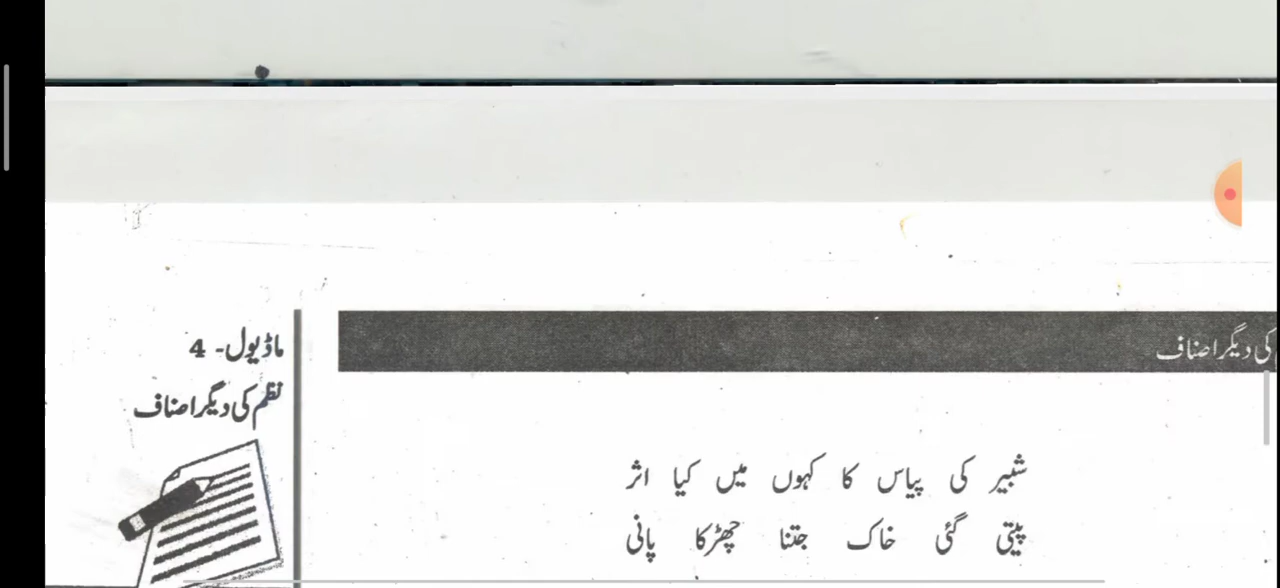 کی دیگر اصناف
ماڈیول- 4
نظم کی دیگر اصناف
شبیر کی پیاس کا کہوں میں کیا اثر
پیتی گئی خاک جتنا چھڑکا پانی